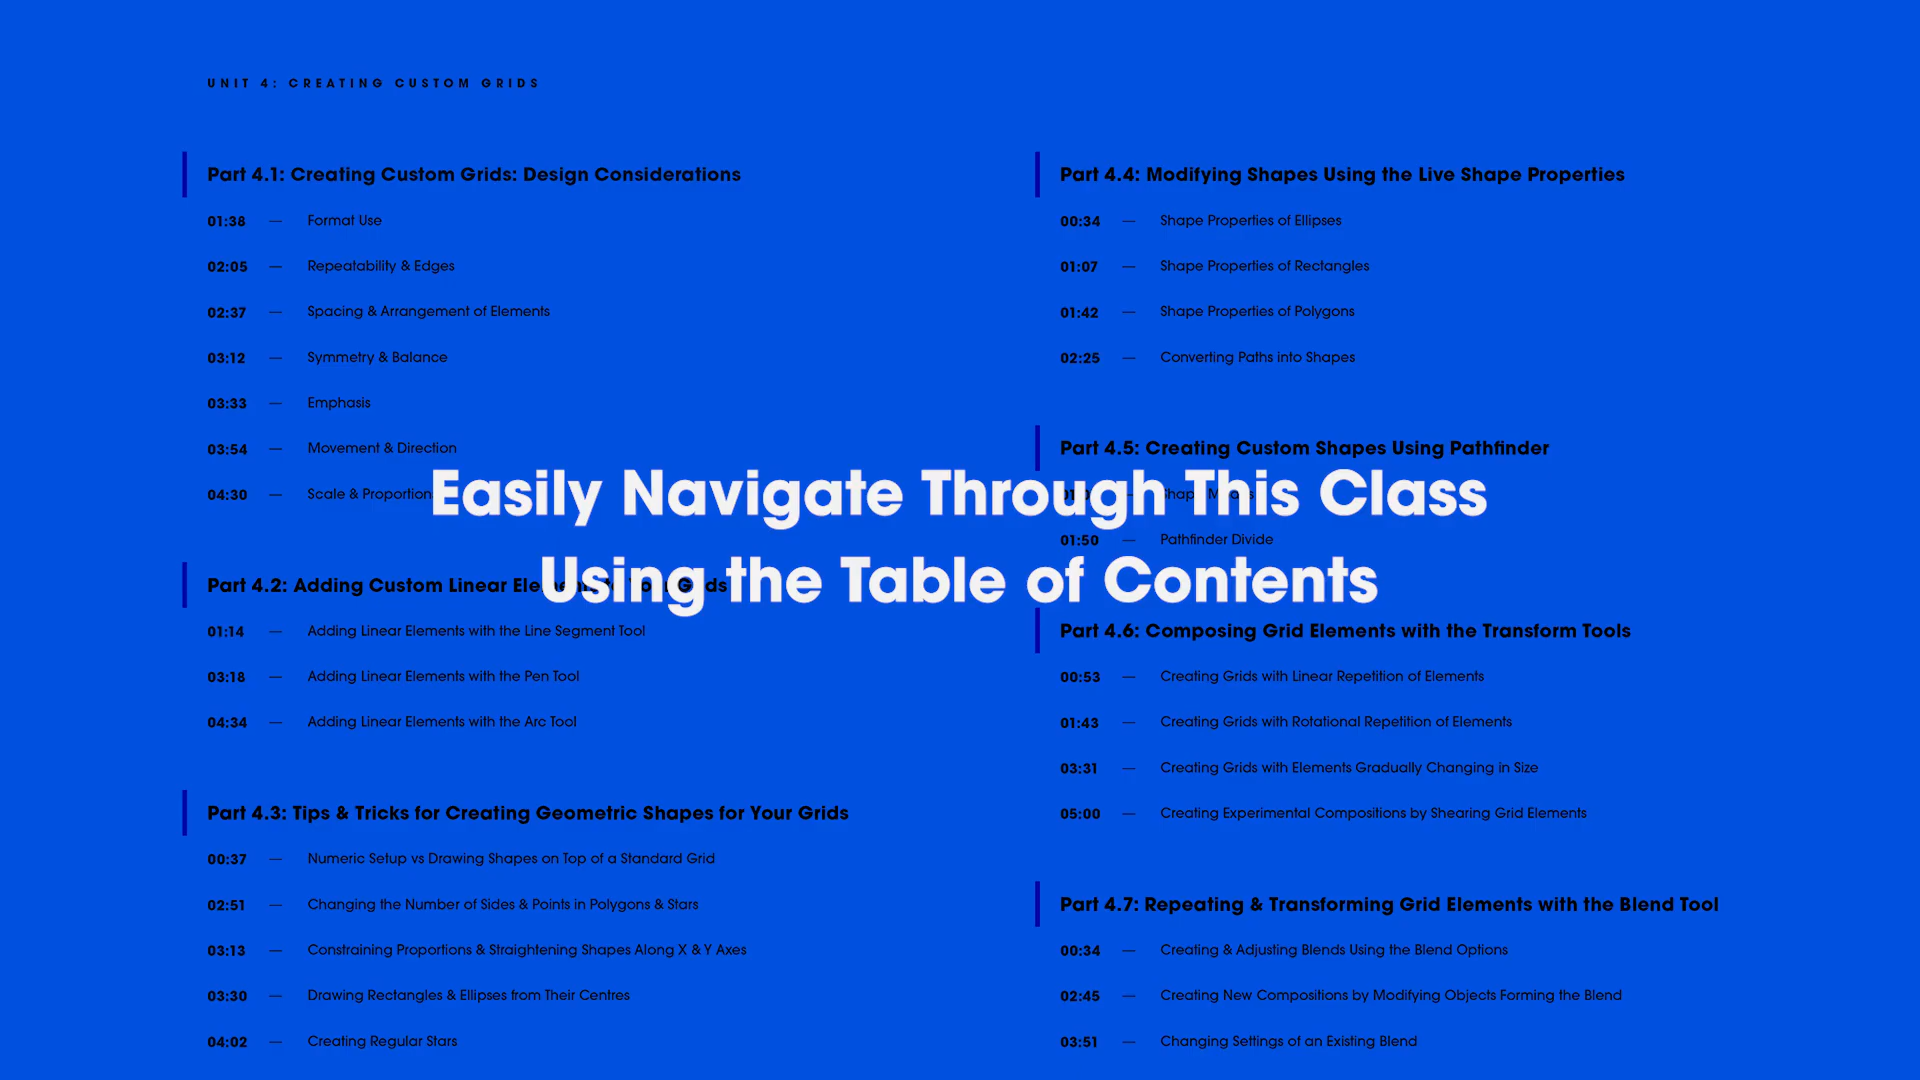 UNIT 4: CREATING CUSTOM GRIDS
Part 4.1: Creating Custom Grids: Design Considerations
01:38 — Format Use
02:05 — Repeatability & Edges
02:37 — Spacing & Arrangement of Elements
03:12 — Symmetry & Balance
03:33 — Emphasis
03:54 — Movement & Direction
04:30 — Scale & Proportion
Part 4.2: Adding Custom Linear Elements to Your Grids
01:14 — Adding Linear Elements with the Line Segment Tool
03:18 — Adding Linear Elements with the Pen Tool
04:34 — Adding Linear Elements with the Arc Tool
Part 4.3: Tips & Tricks for Creating Geometric Shapes for Your Grids
00:37 — Numeric Setup vs Drawing Shapes on Top of a Standard Grid
02:51 — Changing the Number of Sides & Points in Polygons & Stars
03:13 — Constraining Proportions & Straightening Shapes Along X & Y Axes
03:30 — Drawing Rectangles & Ellipses from Their Centres
04:02 — Creating Regular Stars
Part 4.4: Modifying Shapes Using the Live Shape Properties
00:34 — Shape Properties of Ellipses
01:07 — Shape Properties of Rectangles
01:42 — Shape Properties of Polygons
02:25 — Converting Paths into Shapes
Part 4.5: Creating Custom Shapes Using Pathfinder
Shape
01:50 — Pathfinder Divide
Part 4.6: Composing Grid Elements with the Transform Tools
00:53 — Creating Grids with Linear Repetition of Elements
01:43 — Creating Grids with Rotational Repetition of Elements
03:31 — Creating Grids with Elements Gradually Changing in Size
05:00 — Creating Experimental Compositions by Shearing Grid Elements
Part 4.7: Repeating & Transforming Grid Elements with the Blend Tool
00:34 — Creating & Adjusting Blends Using the Blend Options
02:45 — Creating New Compositions by Modifying Objects Forming the Blend
03:51 — Changing Settings of an Existing Blend
Easily Navigate Through This Class
Using the Table of Contents